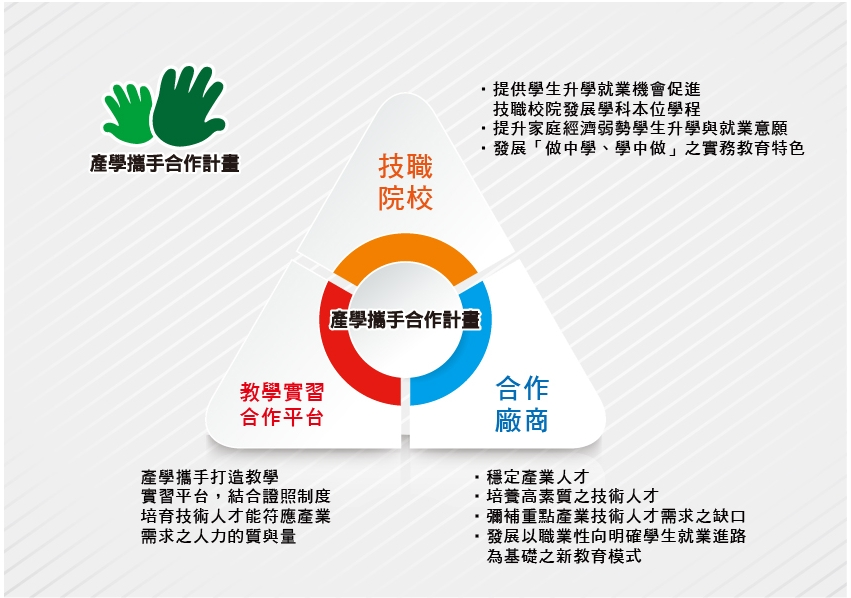 產學攜手合作計畫
・提供學生升學就業機會促進
技職校院發展學科本位學程
・提升家庭經濟弱勢學生升學與就業意願
・發展「做中學、學中做」之實務教育特色
技職
院校
產學攜手合作計畫
教學實習
合作平台
合作
廠商
產學攜手打造教學
實習平台，結合證照制度
培育技術人才能符應產業
需求之人力的質與量
・穩定產業人才
・培養高素質之技術人才
・彌補重點產業技術人才需求之缺口
・發展以職業性向明確學生就業進路
為基礎之新教育模式